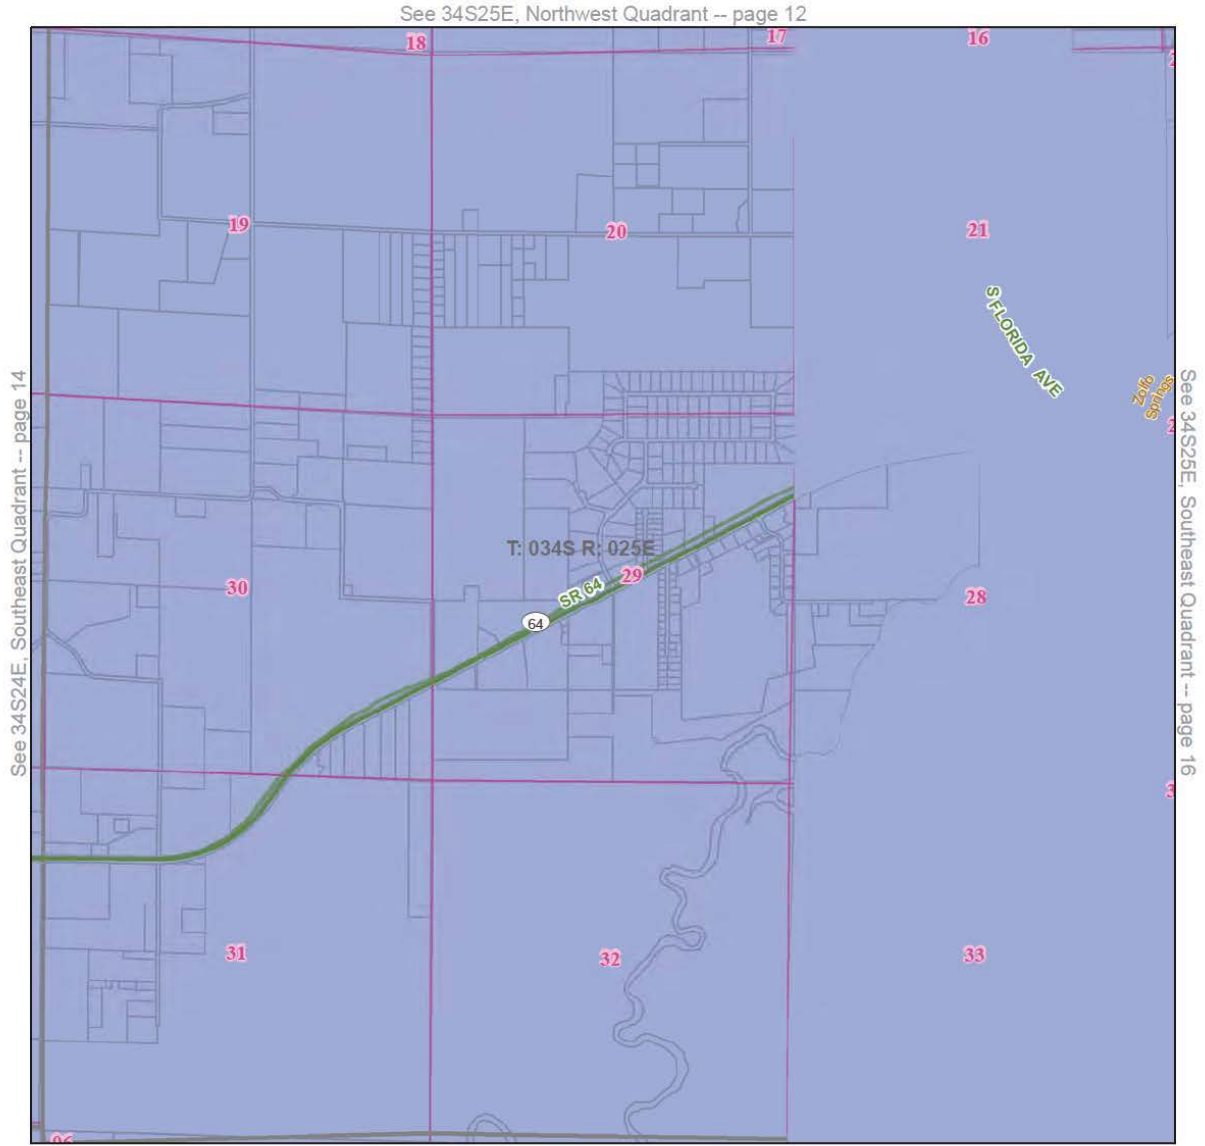 See 34S25E, Northwest Quadrant -- page 12
18
17
16
19
20
21
S FLORIDA AVE
Zolfo
Springs
See 34S24E, Southeast Quadrant -- page 14
See 34S25E, Southeast Quadrant -- page 16
T: 034S R: 025E
29
SR 64
64
30
28
31
32
33